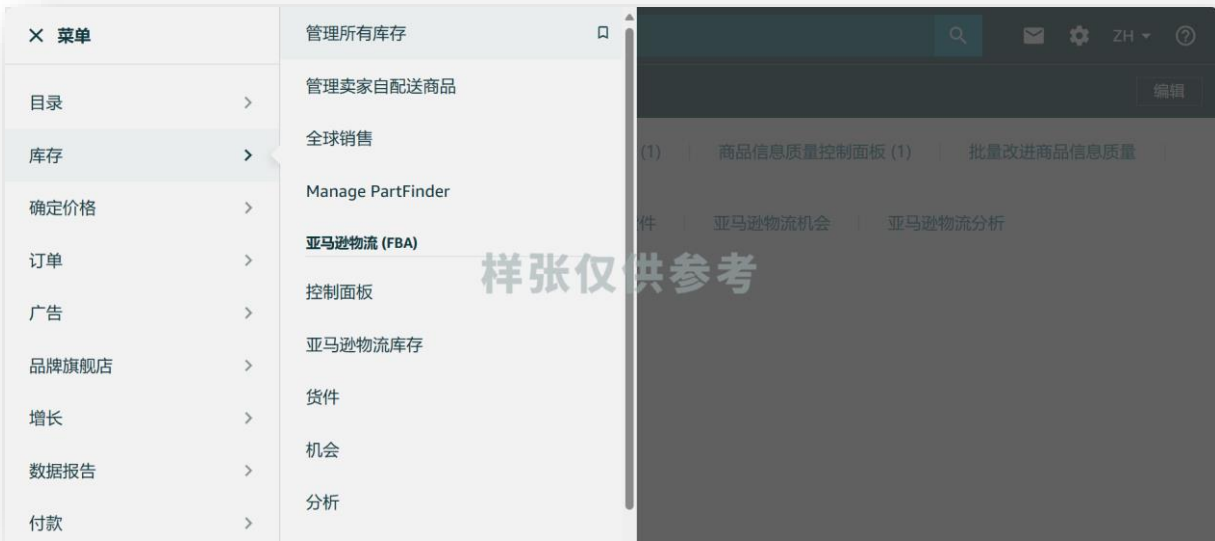 菜单
目录
库存
确定价格
订单
广告
品牌旗舰店
增长
数据报告
付款
管理所有库存
管理卖家自配送商品
全球销售
Manage PartFinder
亚马逊物流 (FBA)
控制面板
亚马逊物流库存
货件
机会
分析
ZH
编辑
(1) 商品信息质量控制面板 (1) 批量改进商品信息质量
件 亚马逊物流机会 亚马逊物流分析
样张仅供参考